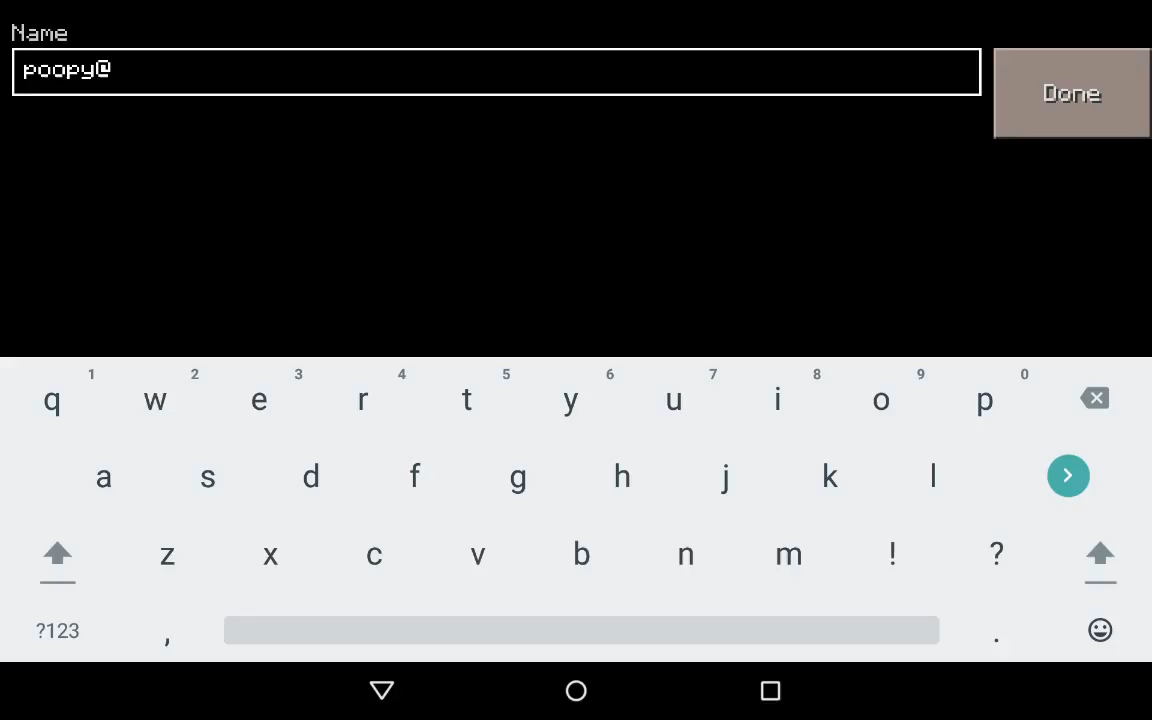 Name
poopy@
Done
1 2 3 4 5 6 7 8 9 0
q w e r t y u i o p
a s d f g h j k l
z x c v b n m ! ?
?123 , .